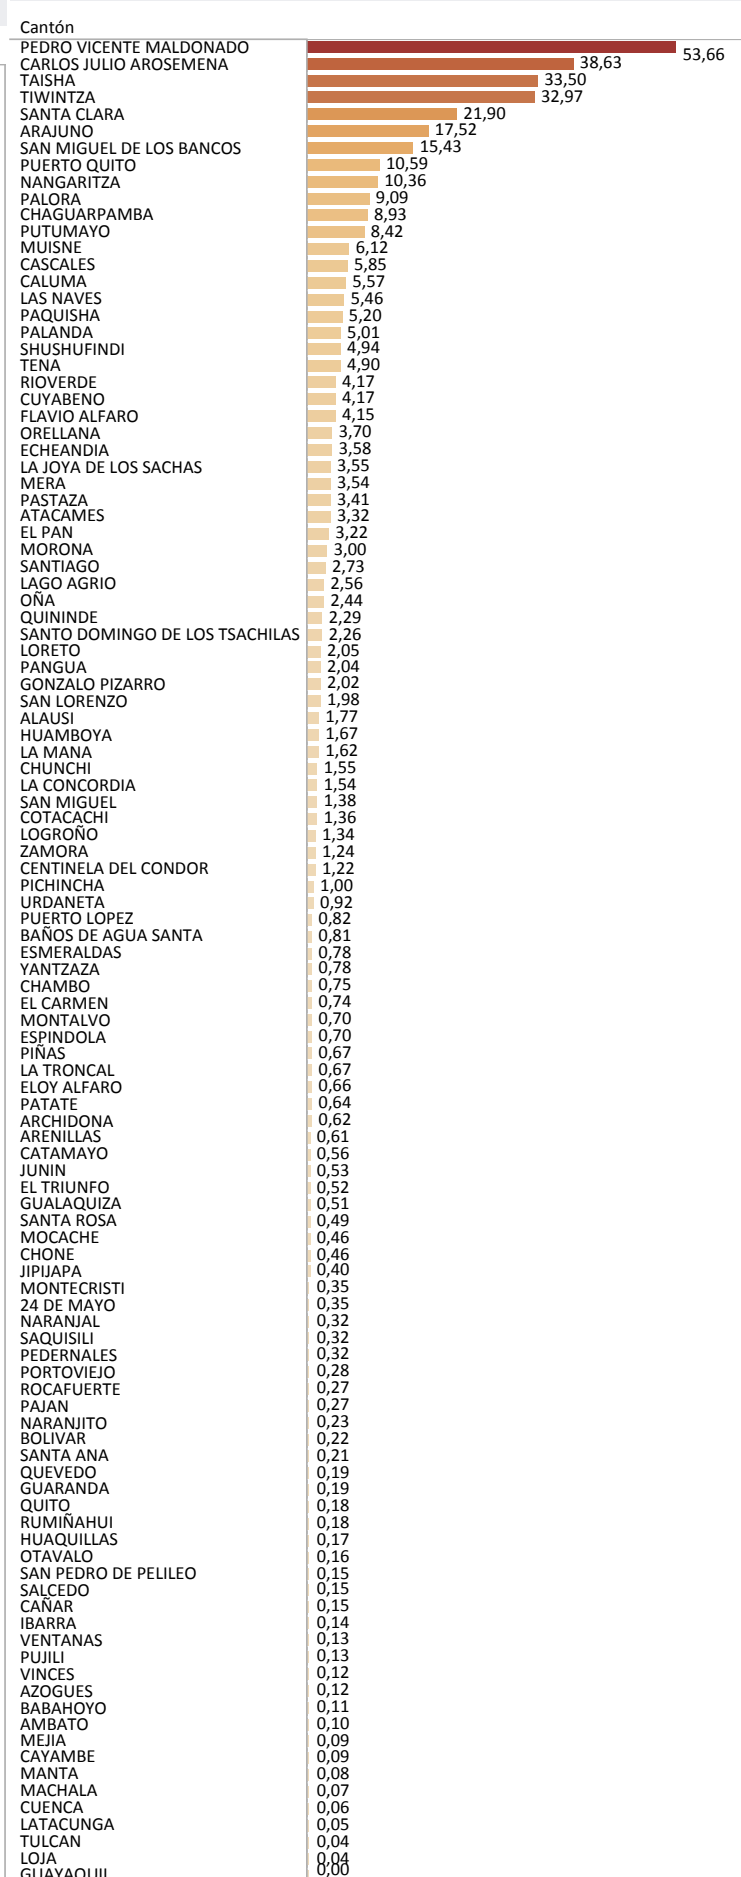 Cantón
PEDRO VICENTE MALDONADO 53,66
CARLOS JULIO AROSEMENA 38,63
TAISHA 33,50
TIWINTZA 32,97
SANTA CLARA 21,90
ARAJUNO 17,52
SAN MIGUEL DE LOS BANCOS 15,43
PUERTO QUITO 10,59
NANGARITZA 10,36
PALORA 9,09
CHAGUARPAMBA 8,93
PUTUMAYO 8,42
MUISNE 6,12
CASCALES 5,85
CALUMA 5,57
LAS NAVES 5,46
PAQUISHA 5,20
PALANDA 5,01
SHUSHUFINDI 4,94
TENA 4,90
RIOVERDE 4,17
CUYABENO 4,17
FLAVIO ALFARO 4,15
ORELLANA 3,70
ECHEANDIA 3,58
LA JOYA DE LOS SACHAS 3,55
MERA 3,54
PASTAZA 3,41
ATACAMES 3,32
EL PAN 3,22
MORONA 3,00
SANTIAGO 2,73
LAGO AGRIO 2,56
OÑA 2,44
QUININDE 2,29
SANTO DOMINGO DE LOS TSACHILAS 2,26
LORETO 2,05
PANGUA 2,04
GONZALO PIZARRO 2,02
SAN LORENZO 1,98
ALAUSI 1,77
HUAMBOYA 1,67
LA MANA 1,62
CHUNCHI 1,55
LA CONCORDIA 1,54
SAN MIGUEL 1,38
COTACACHI 1,36
LOGROÑO 1,34
ZAMORA 1,24
CENTINELA DEL CONDOR 1,22
PICHINCHA 1,00
URDANETA 0,92
PUERTO LOPEZ 0,82
BAÑOS DE AGUA SANTA 0,81
ESMERALDAS 0,78
YANTZAZA 0,78
CHAMBO 0,75
EL CARMEN 0,74
MONTALVO 0,70
ESPINDOLA 0,70
PIÑAS 0,67
LA TRONCAL 0,67
ELOY ALFARO 0,66
PATATE 0,64
ARCHIDONA 0,62
ARENILLAS 0,61
CATAMAYO 0,56
JUNIN 0,53
EL TRIUNFO 0,52
GUALAQUIZA 0,51
SANTA ROSA 0,49
MOCACHE 0,46
CHONE 0,46
JIPIJAPA 0,40
MONTECRISTI 0,35
24 DE MAYO 0,35
NARANJAL 0,32
SAQUISILI 0,32
PEDERNALES 0,32
PORTOVIEJO 0,28
ROCAFUERTE 0,27
PAJAN 0,27
NARANJITO 0,23
BOLIVAR 0,22
SANTA ANA 0,21
QUEVEDO 0,19
GUARANDA 0,19
QUITO 0,18
RUMIÑAHUI 0,18
HUAQUILLAS 0,17
OTAVALO 0,16
SAN PEDRO DE PELILEO 0,15
SALCEDO 0,15
CAÑAR 0,15
IBARRA 0,14
VENTANAS 0,13
PUJILI 0,13
VINCES 0,12
AZOGUES 0,12
BABAHOYO 0,11
AMBATO 0,10
MEJIA 0,09
CAYAMBE 0,09
MANTA 0,08
MACHALA 0,07
CUENCA 0,06
LATACUNGA 0,05
TULCAN 0,04
LOJA 0,04
GUAYAQUIL 0,00